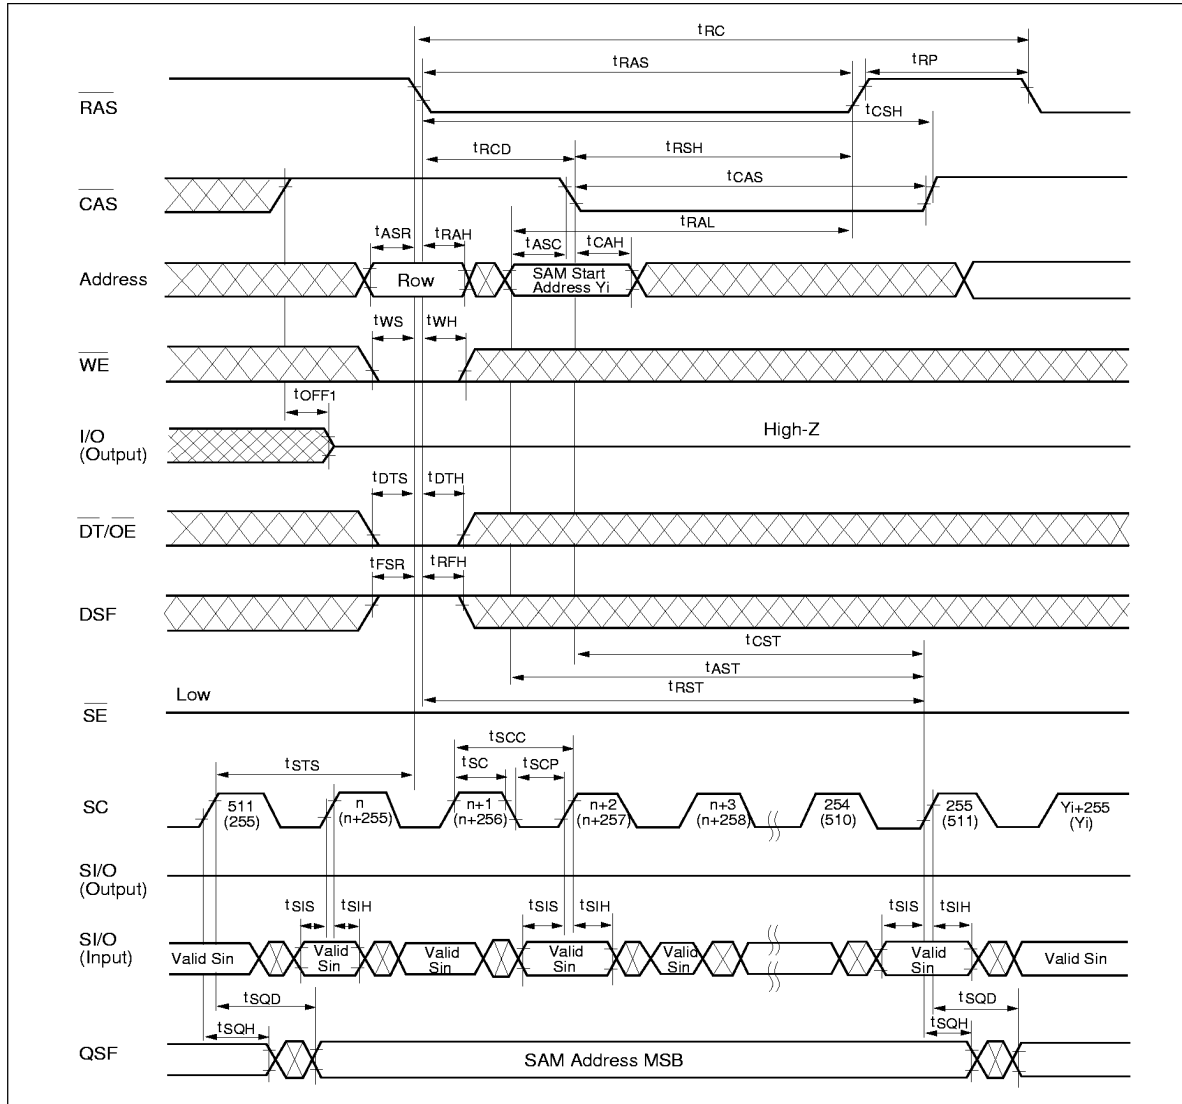 tRC
tRAS
tRP
RAS
tCSH
tRCD
tRSH
CAS
tCAS
tRAL
tASR
tRAH
tASC
tCAH
Address
Row
SAM Start
Address Yi
tWS
tWH
WE
tOFF1
I/O
(Output)
High-Z
tDTS
tDTH
DT/OE
tFSR
tRFH
DSF
tCST
tAST
tRST
Low
SE
tSCC
tSTS
tSC
tSCP
SC
511
(255)
n
(n+255)
n+1
(n+256)
n+2
(n+257)
n+3
(n+258)
254
(510)
255
(511)
Yi+255
(Yi)
SI/O
(Output)
tSIS
tSIH
tSIS
tSIH
tSIS
tSIH
SI/O
(Input)
Valid Sin
Valid
Sin
Valid
Sin
Valid
Sin
Valid
Sin
Valid
Sin
Valid Sin
tSQD
tSQD
tSQH
tSQH
QSF
SAM Address MSB